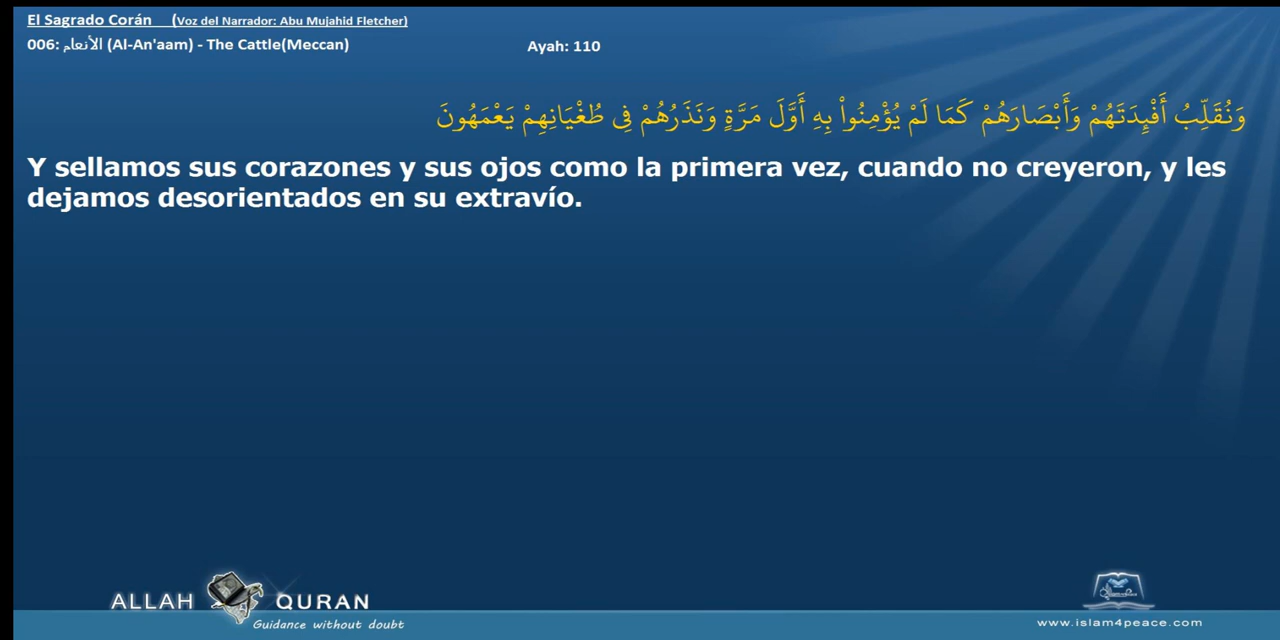 El Sagrado Corán (Voz del Narrador: Abu Mujahid Fletcher)
006: الأنعام (Al-An'aam) - The Cattle(Meccan)
Ayah: 110
وَنُقَلِّبُ أَفْـِٔدَتَهُمْ وَأَبْصَارَهُمْ كَمَا لَمْ يُؤْمِنُواْ بِهِ أَوَّلَ مَرَّةٍ وَنَذَرُهُمْ فِى طُغْيَانِهِمْ يَعْمَهُونَ
Y sellamos sus corazones y sus ojos como la primera vez, cuando no creyeron, y les
dejamos desorientados en su extravío.
ALLAH QURAN
Guidance without doubt
www.islam4peace.com